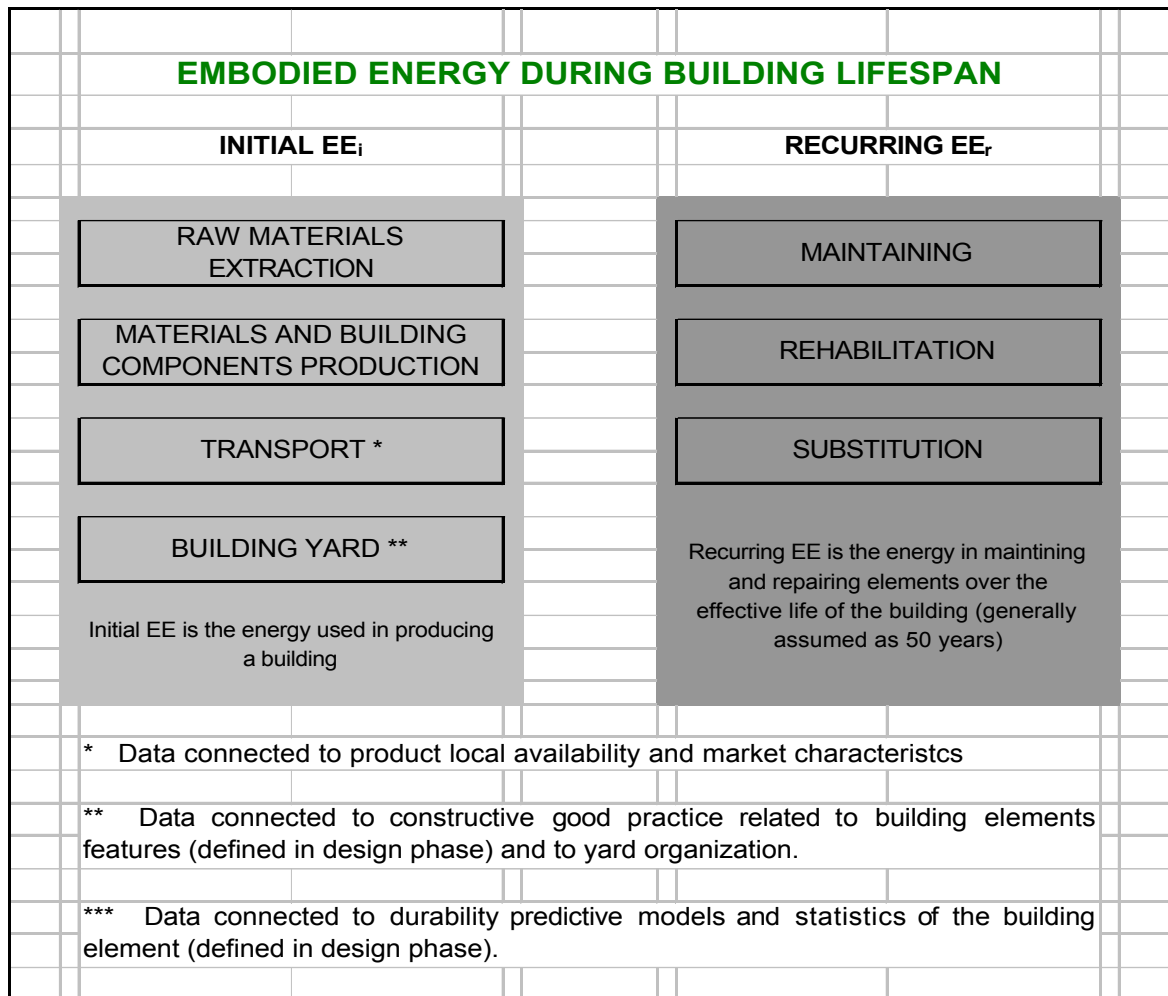 EMBODIED ENERGY DURING BUILDING LIFESPAN
INITIAL EEi
RAW MATERIALS
EXTRACTION
MATERIALS AND BUILDING
COMPONENTS PRODUCTION
TRANSPORT *
BUILDING YARD **
Initial EE is the energy used in producing
a building
RECURRING EEr
MAINTAINING
REHABILITATION
SUBSTITUTION
Recurring EE is the energy in maintining
and repairing elements over the
effective life of the building (generally
assumed as 50 years)
* Data connected to product local availability and market characteristcs
** Data connected to constructive good practice related to building elements
features (defined in design phase) and to yard organization.
*** Data connected to durability predictive models and statistics of the building
element (defined in design phase).